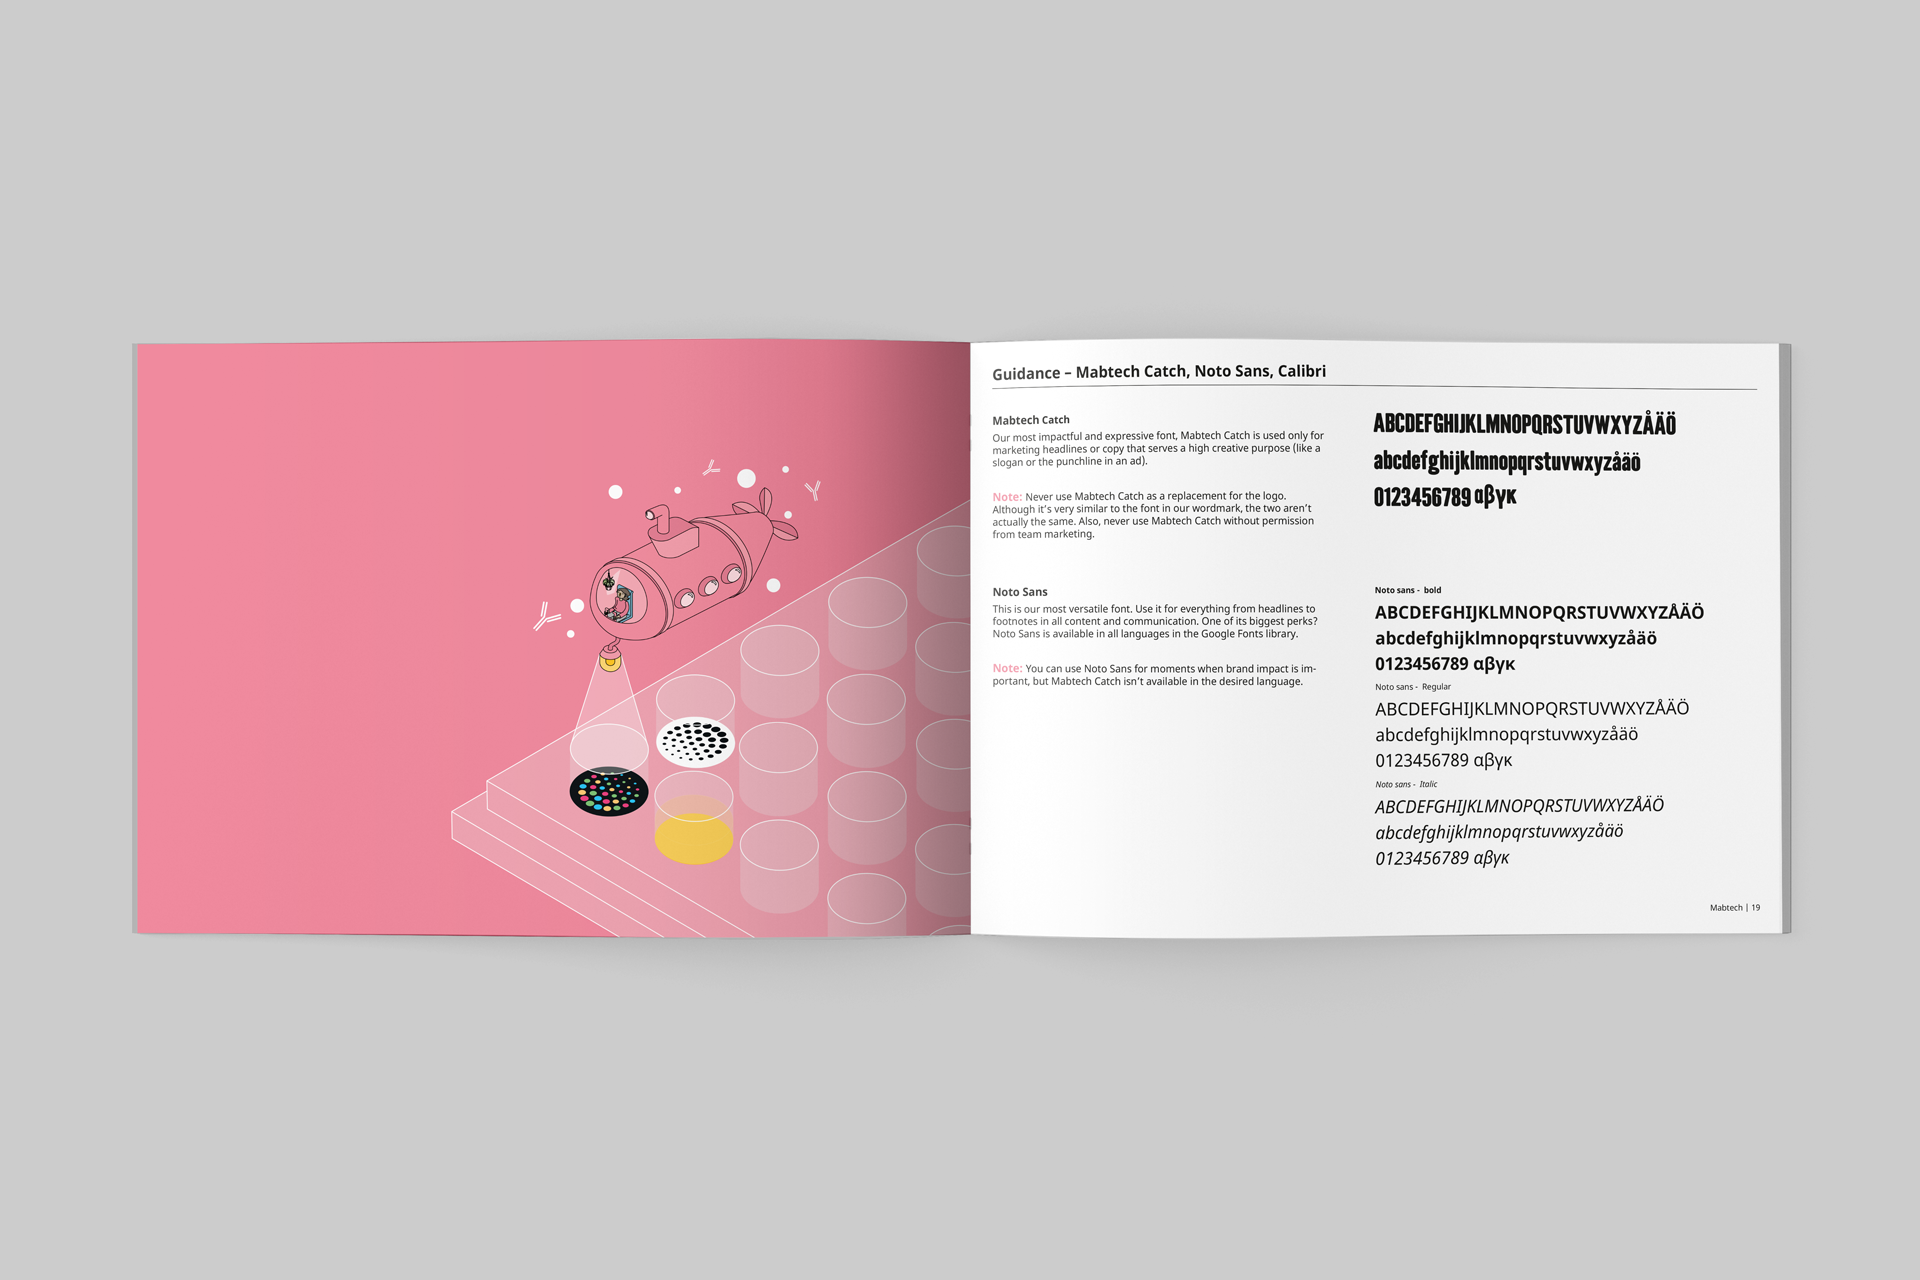 Guidance – Mabtech Catch, Noto Sans, Calibri
Mabtech Catch
Our most impactful and expressive font, Mabtech Catch is used only for
marketing headlines or copy that serves a high creative purpose (like a
slogan or the punchline in an ad).
Note: Never use Mabtech Catch as a replacement for the logo.
Although it's very similar to the font in our wordmark, the two aren't
actually the same. Also, never use Mabtech Catch without permission
from team marketing.
Noto Sans
This is our most versatile font. Use it for everything from headlines to
footnotes in all content and communication. One of its biggest perks?
Noto Sans is available in all languages in the Google Fonts library.
Note: You can use Noto Sans for moments when brand impact is im-
portant, but Mabtech Catch isn't available in the desired language.
ABCDEFGHIJKLMNOPQRSTUVWXYZÅÄÖ
abcdefghijklmnopqrstuvwxyzåäö
0123456789 αβγκ
Noto sans - bold
ABCDEFGHIJKLMNOPQRSTUVWXYZÅÄÖ
abcdefghijklmnopqrstuvwxyzåäö
0123456789 αβγκ
Noto sans - Regular
ABCDEFGHIJKLMNOPQRSTUVWXYZÅÄÖ
abcdefghijklmnopqrstuvwxyzåäö
0123456789 αβγκ
Noto sans - Italic
ABCDEFGHIJKLMNOPQRSTUVWXYZÅÄÖ
abcdefghijklmnopqrstuvwxyzåäö
0123456789 αβγκ
Mabtech | 19